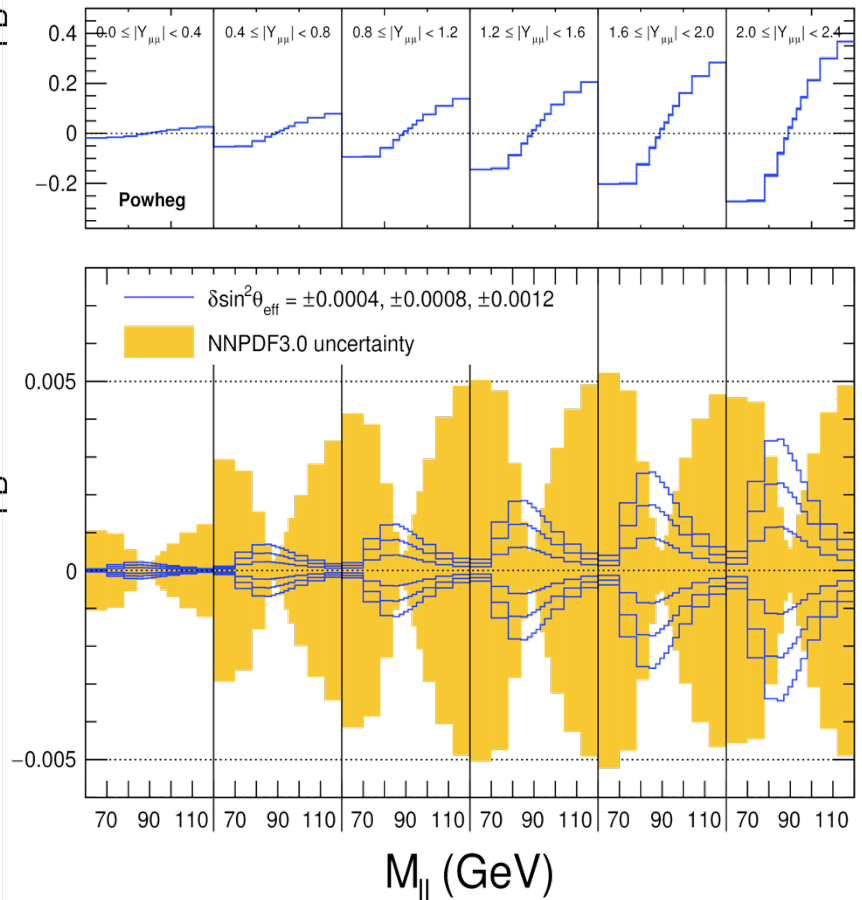 0.0 ≤ |Yμμ| < 0.4 0.4 ≤ |Yμμ| < 0.8 0.8 ≤ |Yμμ| < 1.2 1.2 ≤ |Yμμ| < 1.6 1.6 ≤ |Yμμ| < 2.0 2.0 ≤ |Yμμ| < 2.4
0.4
0.2
0
−0.2
Powheg
δsin²θeff = ±0.0004, ±0.0008, ±0.0012
NNPDF3.0 uncertainty
0.005
0
−0.005
70 90 110 70 90 110 70 90 110 70 90 110 70 90 110 70 90 110
M|| (GeV)